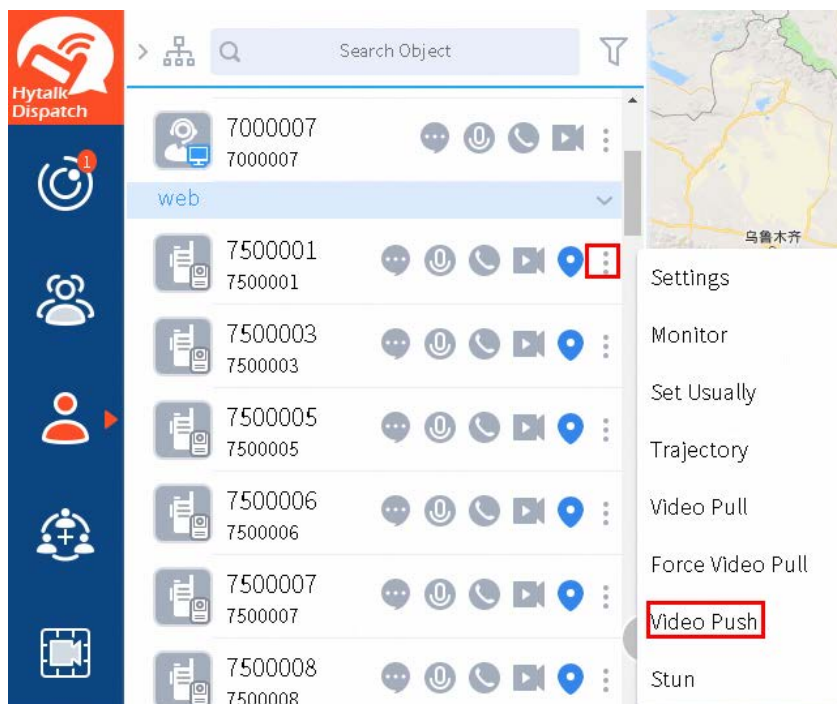 Hytalk
Dispatch
1
Search Object
7000007
7000007
web
7500001
7500001
7500003
7500003
7500005
7500005
7500006
7500006
7500007
7500007
7500008
7500008
乌鲁木齐
Settings
Monitor
Set Usually
Trajectory
Video Pull
Force Video Pull
Video Push
Stun